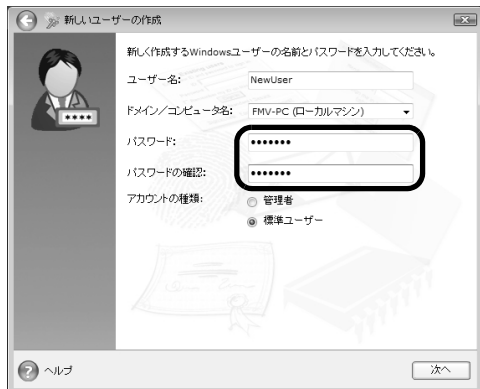 新しいユーザーの作成
新しく作成するWindowsユーザーの名前とパスワードを入力してください。
ユーザー名:
NewUser
ドメイン／コンピュータ名:
FMV-PC (ローカルマシン)
パスワード:
•••••••
パスワードの確認:
•••••••
アカウントの種類:
管理者
標準ユーザー
ヘルプ
次へ